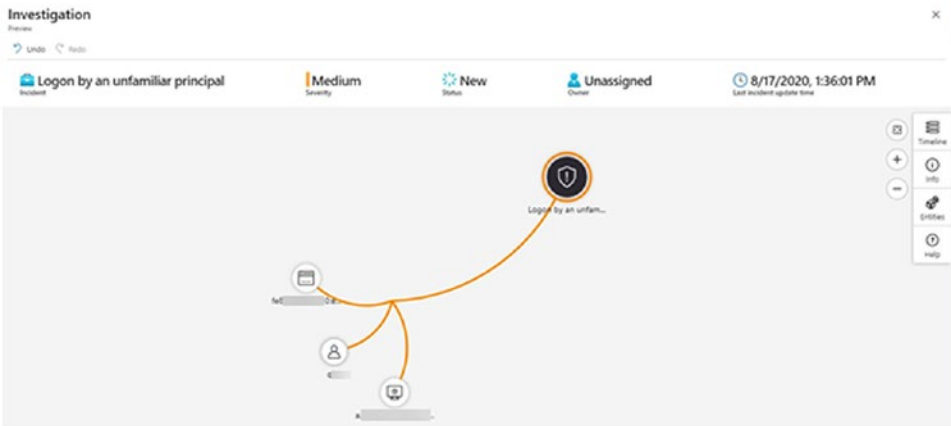 Investigation
Preview
Undo Redo
Logon by an unfamiliar principal
Incident
Medium
Severity
New
Status
Unassigned
Owner
8/17/2020, 1:36:01 PM
Last incident update time
Timeline
Info
Entities
Help
Logon by an unfam...